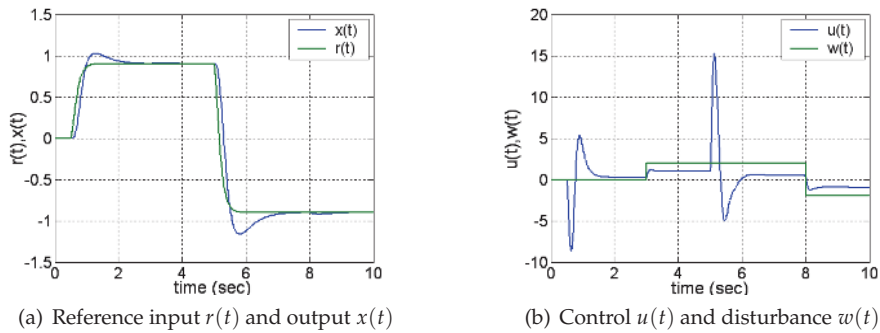 1.5
1
0.5
0
-0.5
-1
-1.5
r(t),x(t)
x(t)
r(t)
0 2 4 6 8 10
time (sec)
(a) Reference input r(t) and output x(t)
20
15
10
5
0
-5
-10
u(t),w(t)
u(t)
w(t)
0 2 4 6 8 10
time (sec)
(b) Control u(t) and disturbance w(t)